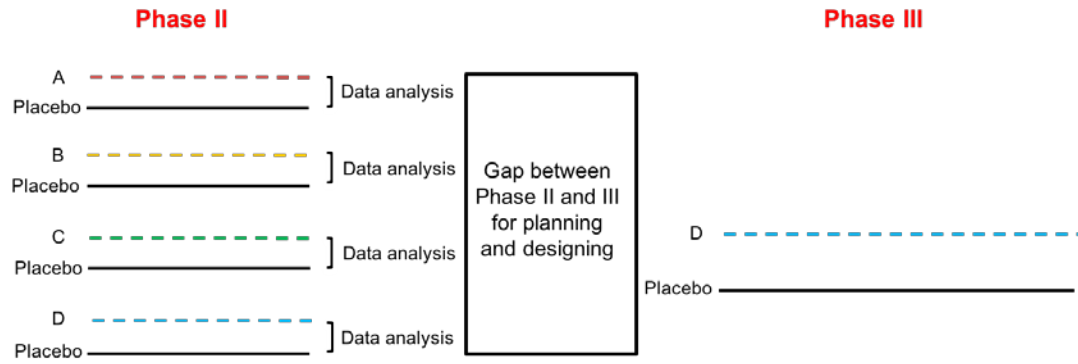 Phase II
Phase III
A
Placebo
Data analysis
B
Placebo
Data analysis
C
Placebo
Data analysis
D
Placebo
Data analysis
Gap between
Phase II and III
for planning
and designing
D
Placebo